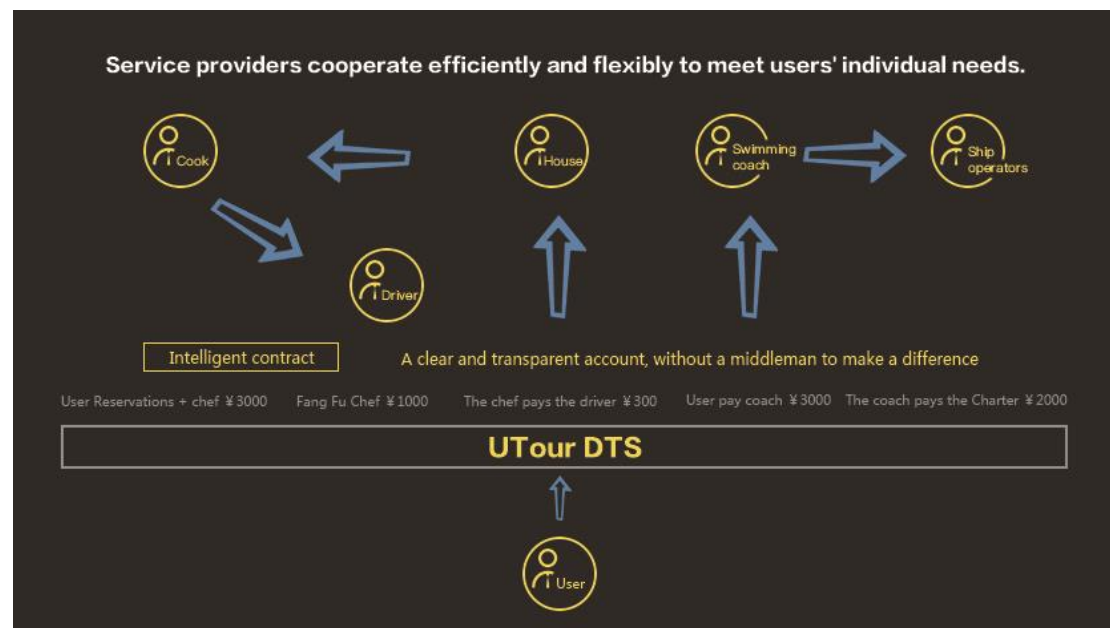 Service providers cooperate efficiently and flexibly to meet users' individual needs.
Cook
House
Swimming
coach
Ship
operators
Driver
Intelligent contract
A clear and transparent account, without a middleman to make a difference
User Reservations + chef ¥3000
Fang Fu Chef ¥1000
The chef pays the driver ¥300
User pay coach ¥3000
The coach pays the Charter ¥2000
UTour DTS
User